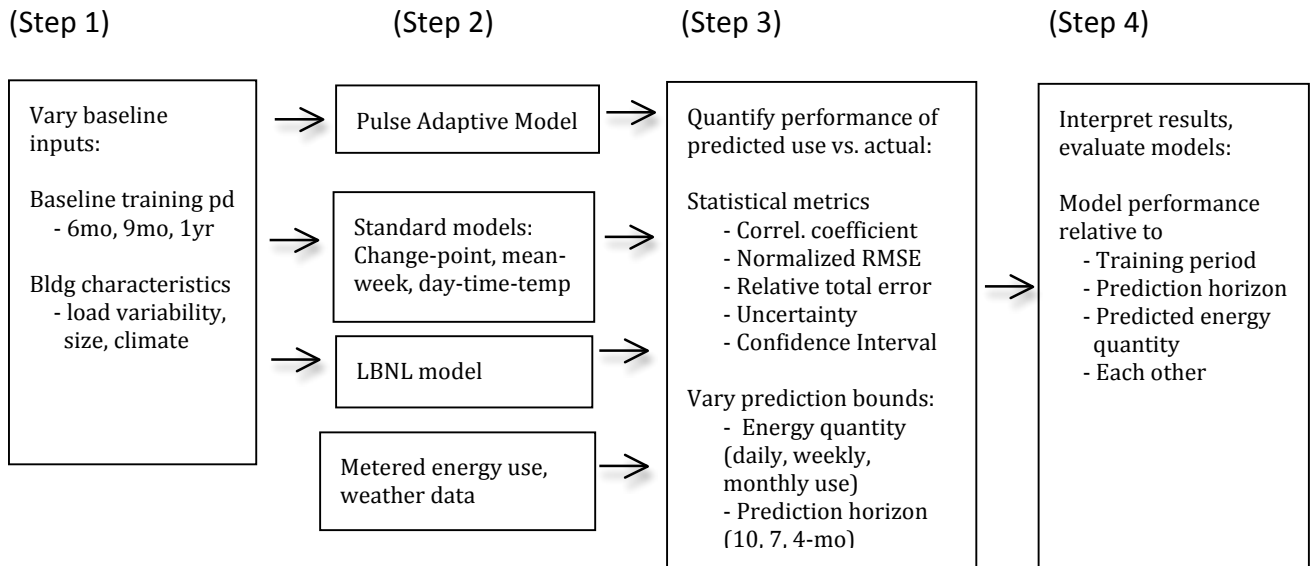 (Step 1)
(Step 2)
(Step 3)
(Step 4)
Vary baseline
inputs:
Baseline training pd
- 6mo, 9mo, 1yr
Bldg characteristics
- load variability,
size, climate
Pulse Adaptive Model
Standard models:
Change-point, mean-
week, day-time-temp
LBNL model
Metered energy use,
weather data
Quantify performance of
predicted use vs. actual:
Statistical metrics
- Correl. coefficient
- Normalized RMSE
- Relative total error
- Uncertainty
- Confidence Interval
Vary prediction bounds:
- Energy quantity
(daily, weekly,
monthly use)
- Prediction horizon
(10, 7, 4-mo)
Interpret results,
evaluate models:
Model performance
relative to
- Training period
- Prediction horizon
- Predicted energy
quantity
- Each other